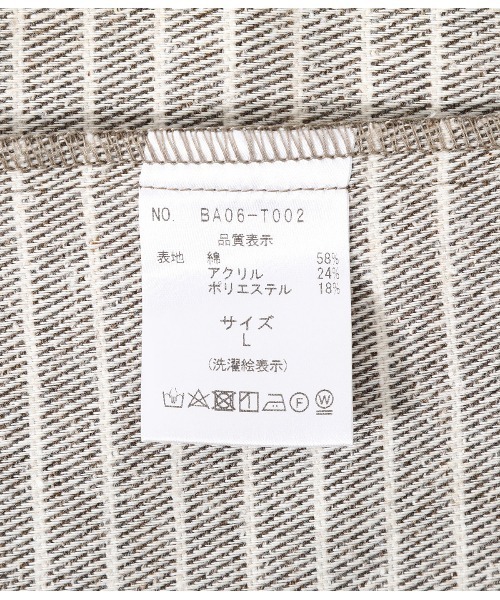 NO. BA06-T002
品質表示
表地 綿 58%
アクリル 24%
ポリエステル 18%
サイズ
L
(洗濯絵表示)